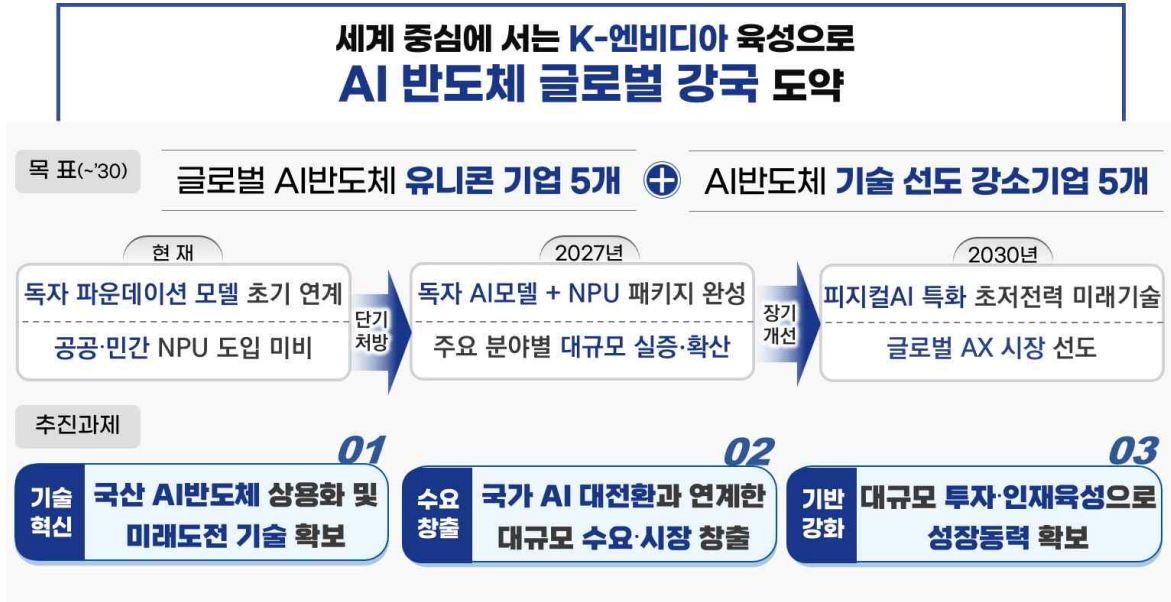 세계 중심에 서는 K-엔비디아 육성으로
AI 반도체 글로벌 강국 도약
목 표(~'30)
글로벌 AI반도체 유니콘 기업 5개
AI반도체 기술 선도 강소기업 5개
현 재
독자 파운데이션 모델 초기 연계
공공·민간 NPU 도입 미비
단기
처방
2027년
독자 AI모델 + NPU 패키지 완성
주요 분야별 대규모 실증·확산
장기
개선
2030년
피지컬AI 특화 초저전력 미래기술
글로벌 AX 시장 선도
추진과제
01
기술
혁신
국산 AI반도체 상용화 및
미래도전 기술 확보
02
수요
창출
국가 AI 대전환과 연계한
대규모 수요·시장 창출
03
기반
강화
대규모 투자·인재육성으로
성장동력 확보